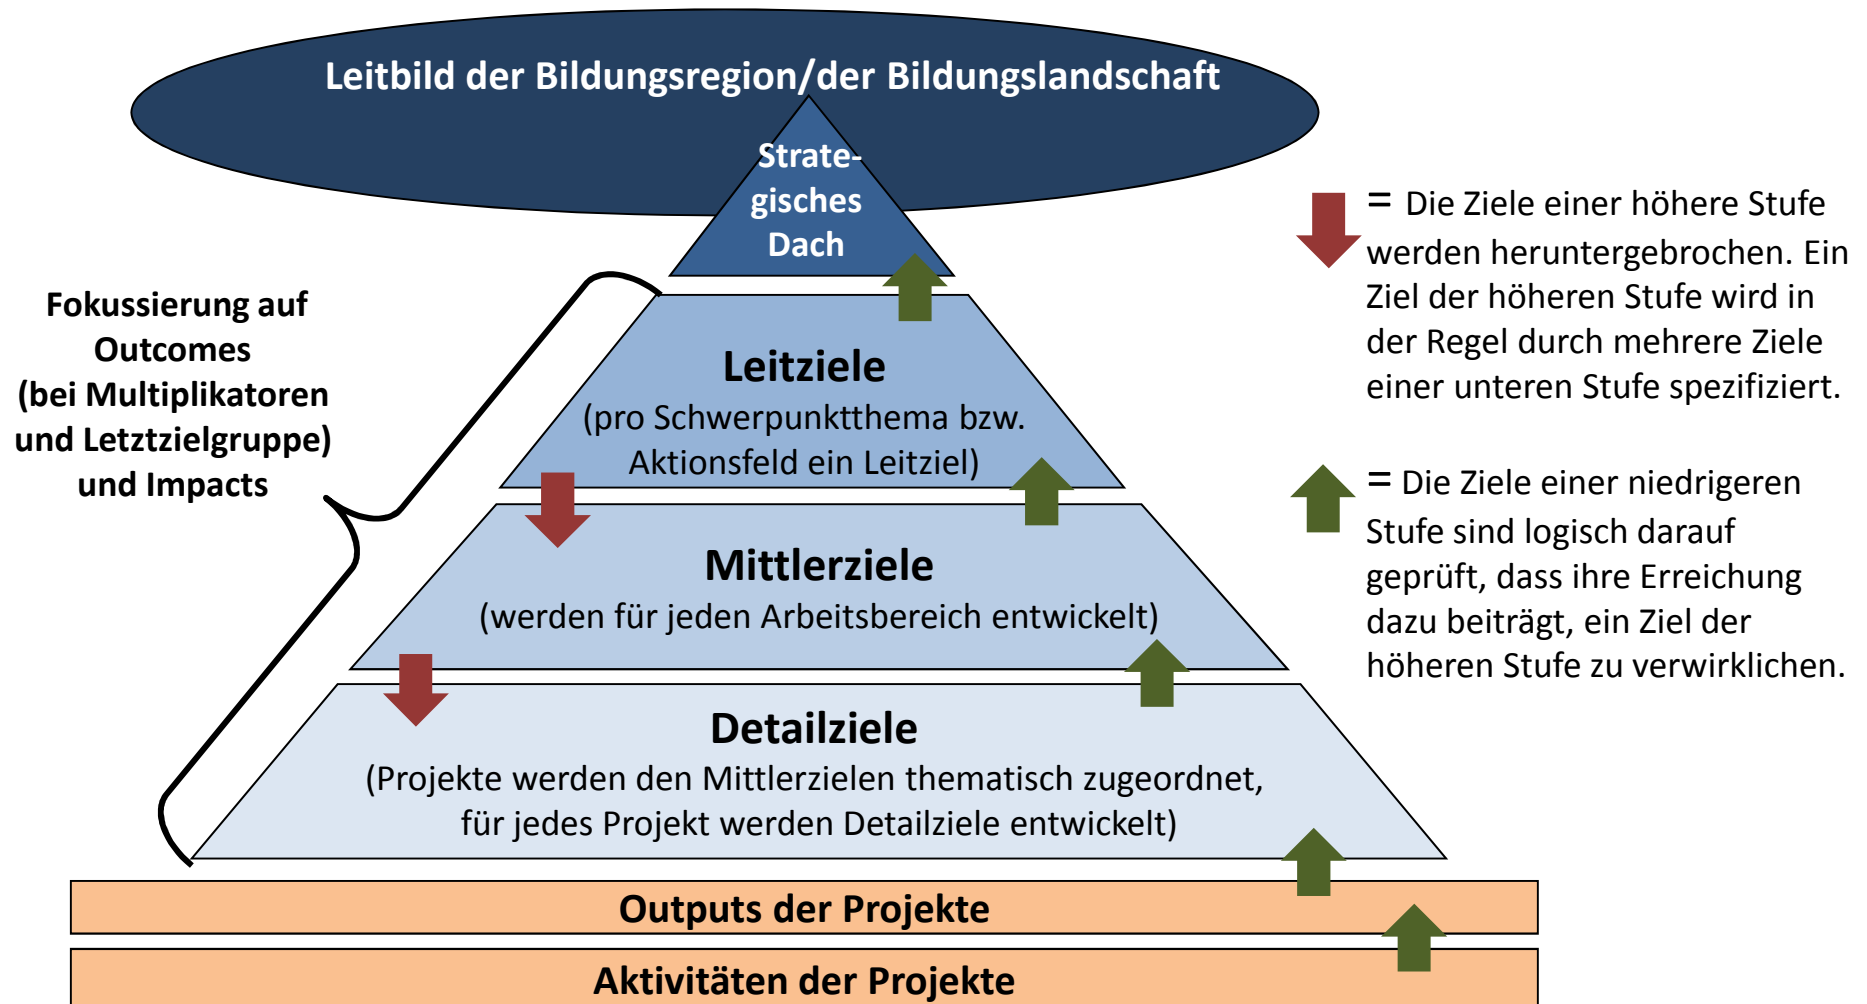 Leitbild der Bildungsregion/der Bildungslandschaft
Strate-
gisches
Dach
Fokussierung auf
Outcomes
(bei Multiplikatoren
und Letztzielgruppe)
und Impacts
Leitziele
(pro Schwerpunktthema bzw.
Aktionsfeld ein Leitziel)
Mittlerziele
(werden für jeden Arbeitsbereich entwickelt)
Detailziele
(Projekte werden den Mittlerzielen thematisch zugeordnet,
für jedes Projekt werden Detailziele entwickelt)
Outputs der Projekte
Aktivitäten der Projekte
= Die Ziele einer höhere Stufe
werden heruntergebrochen. Ein
Ziel der höheren Stufe wird in
der Regel durch mehrere Ziele
einer unteren Stufe spezifiziert.
= Die Ziele einer niedrigeren
Stufe sind logisch darauf
geprüft, dass ihre Erreichung
dazu beiträgt, ein Ziel der
höheren Stufe zu verwirklichen.